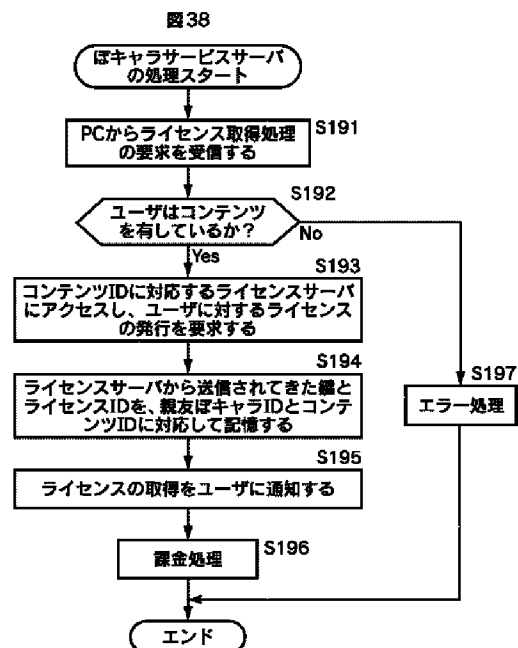 図38
ぽキャラサービスサーバ
の処理スタート
S191
PCからライセンス取得処理
の要求を受信する
S192
ユーザはコンテンツ
を有しているか?
No
Yes
S193
コンテンツIDに対応するライセンスサーバ
にアクセスし、ユーザに対するライセンス
の発行を要求する
S194
ライセンスサーバから送信されてきた鍵と
ライセンスIDを、親友ぽキャラIDとコンテ
ンツIDに対応して記憶する
S197
エラー処理
S195
ライセンスの取得をユーザに通知する
S196
課金処理
エンド